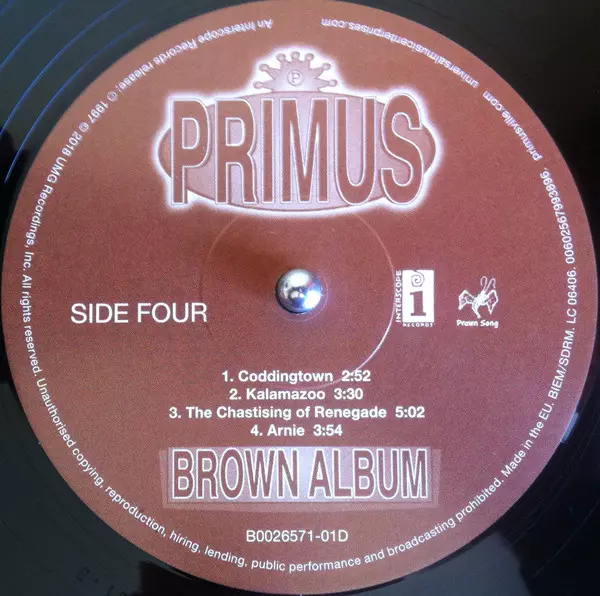 An Interscope Records release; ℗ 1997 © 2018 UMG Recordings, Inc. All rights reserved. Unauthorised copying, reproduction, hiring, lending, public performance and broadcasting prohibited. Made in the EU. BIEM/SDRM. LC 06406. 00602567993896. primusville.com
universalmusicenterprises.com
P
PRIMUS
SIDE FOUR
INTERSCOPE
i
RECORDS
Prawn Song
1. Coddingtown 2:52
2. Kalamazoo 3:30
3. The Chastising of Renegade 5:02
4. Arnie 3:54
BROWN ALBUM
B0026571-01D